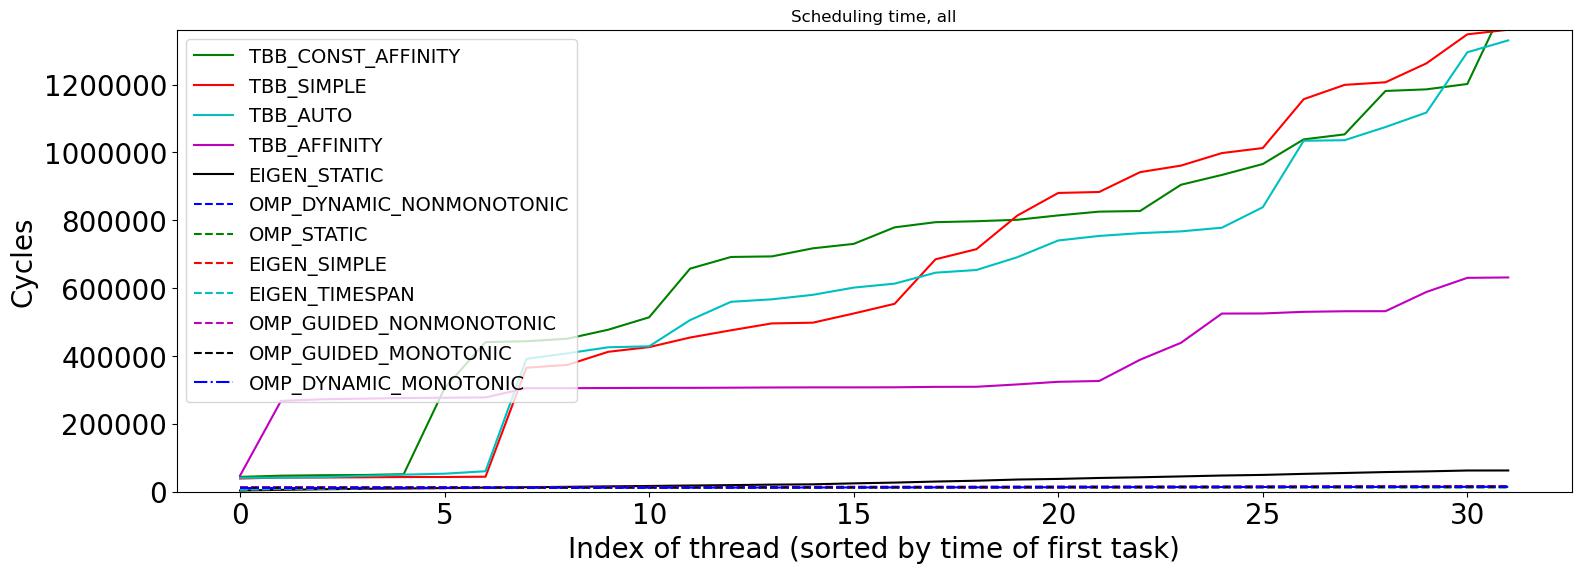 Scheduling time, all
TBB_CONST_AFFINITY
TBB_SIMPLE
TBB_AUTO
TBB_AFFINITY
EIGEN_STATIC
OMP_DYNAMIC_NONMONOTONIC
OMP_STATIC
EIGEN_SIMPLE
EIGEN_TIMESPAN
OMP_GUIDED_NONMONOTONIC
OMP_GUIDED_MONOTONIC
OMP_DYNAMIC_MONOTONIC
Cycles
1200000
1000000
800000
600000
400000
200000
0
0 5 10 15 20 25 30
Index of thread (sorted by time of first task)